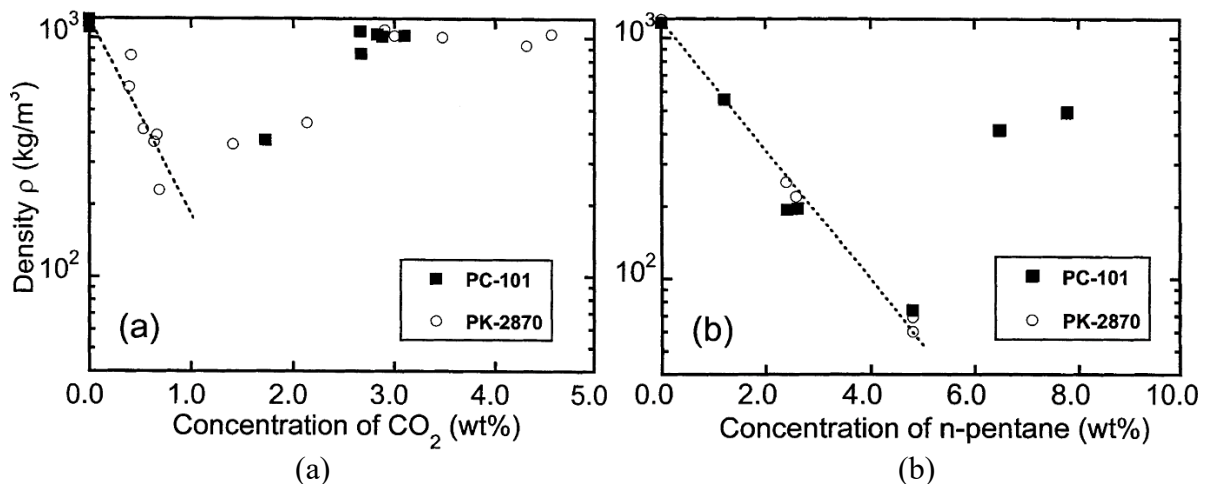 10³
10²
Density ρ (kg/m³)
(a)
PC-101
PK-2870
0.0 1.0 2.0 3.0 4.0 5.0
Concentration of CO₂ (wt%)
(a)
10³
10²
(b)
PC-101
PK-2870
0.0 2.0 4.0 6.0 8.0 10.0
Concentration of n-pentane (wt%)
(b)